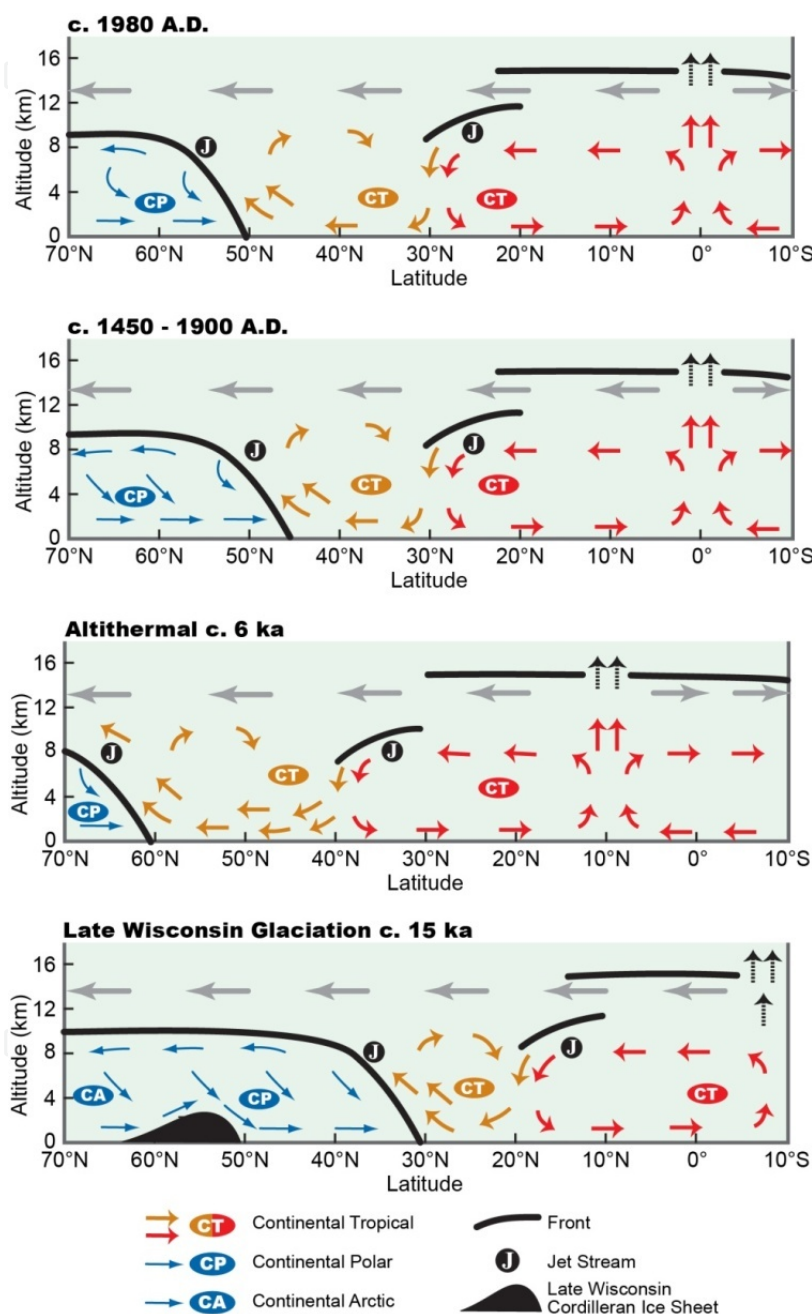 c. 1980 A.D.
16
12
8
4
0
Altitude (km)
J
J
CP
CT
CT
70°N 60°N 50°N 40°N 30°N 20°N 10°N 0° 10°S
Latitude
c. 1450 - 1900 A.D.
16
12
8
4
0
Altitude (km)
J
J
CP
CT
CT
70°N 60°N 50°N 40°N 30°N 20°N 10°N 0° 10°S
Latitude
Altithermal c. 6 ka
16
12
8
4
0
Altitude (km)
J
J
CP
CT
CT
70°N 60°N 50°N 40°N 30°N 20°N 10°N 0° 10°S
Latitude
Late Wisconsin Glaciation c. 15 ka
16
12
8
4
0
Altitude (km)
J
J
CA
CP
CT
CT
70°N 60°N 50°N 40°N 30°N 20°N 10°N 0° 10°S
Latitude
CT Continental Tropical
Front
CP Continental Polar
J Jet Stream
CA Continental Arctic
Late Wisconsin
Cordilleran Ice Sheet